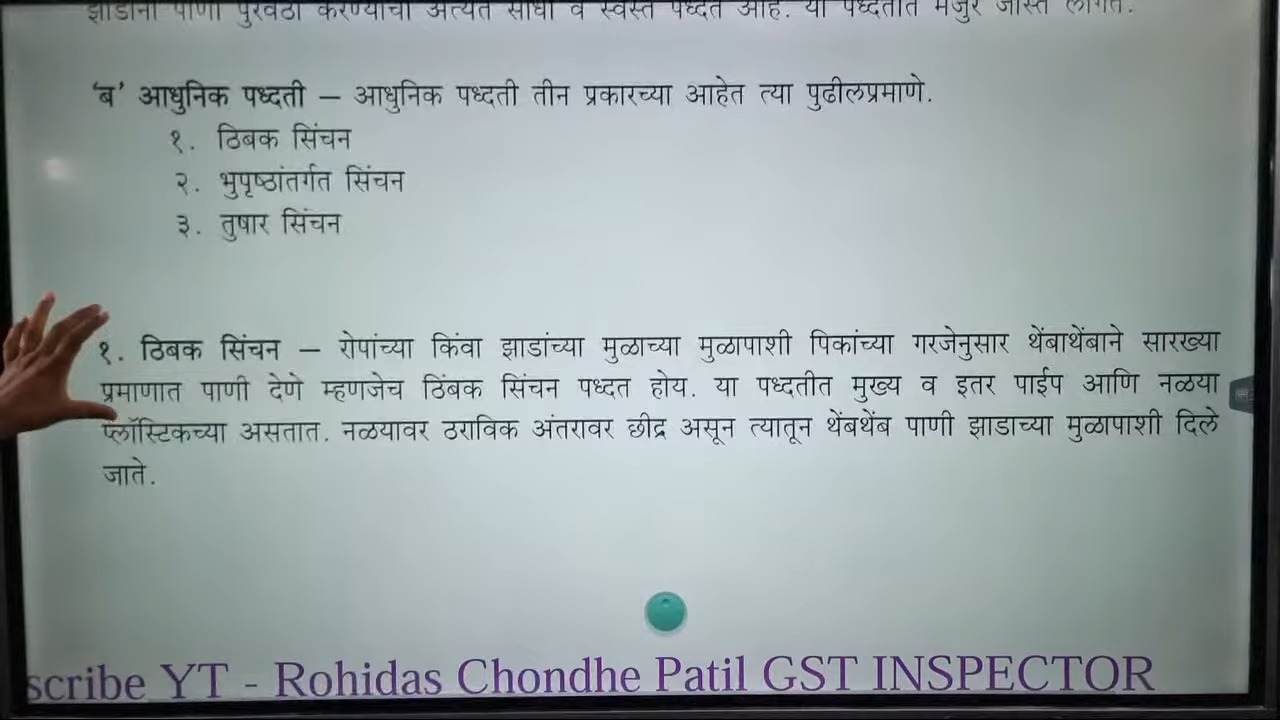 झाडांना पाणी पुरवठा करण्याची अत्यंत साधी व स्वस्त पध्दत आहे. या पध्दतीत मजुर जास्त लागतं.
‘ब’ आधुनिक पध्दती – आधुनिक पध्दती तीन प्रकारच्या आहेत त्या पुढीलप्रमाणे.
१. ठिबक सिंचन
२. भुपृष्ठांतर्गत सिंचन
३. तुषार सिंचन
१. ठिबक सिंचन – रोपांच्या किंवा झाडांच्या मुळाच्या मुळापाशी पिकांच्या गरजेनुसार थेंबाथेंबाने सारख्या
प्रमाणात पाणी देणे म्हणजेच ठिंबक सिंचन पध्दत होय. या पध्दतीत मुख्य व इतर पाईप आणि नळया
प्लॉस्टिकच्या असतात. नळयावर ठराविक अंतरावर छीद्र असून त्यातून थेंबथेंब पाणी झाडाच्या मुळापाशी दिले
जाते.
scribe YT - Rohidas Chondhe Patil GST INSPECTOR